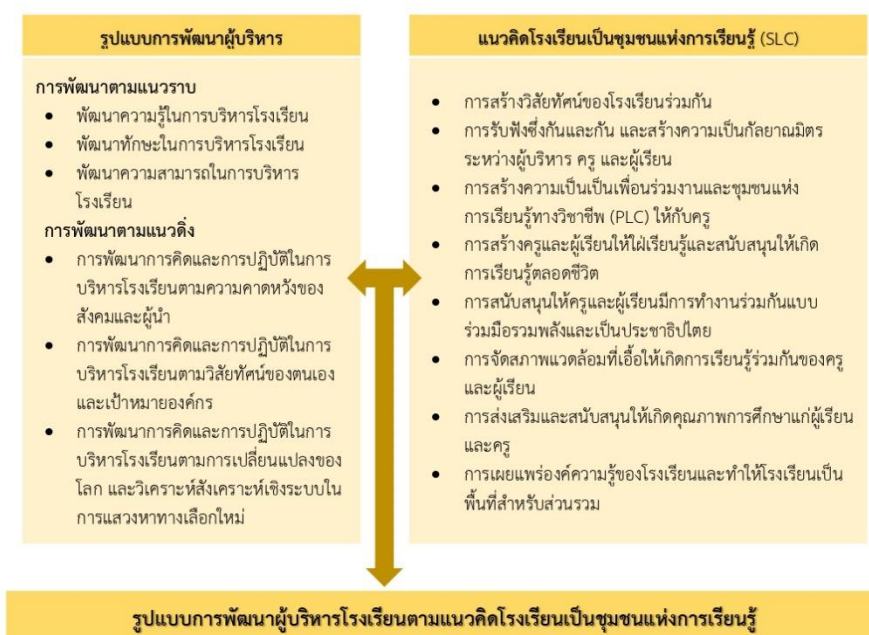 รูปแบบการพัฒนาผู้บริหาร
การพัฒนาตามแนวราบ
• พัฒนาความรู้ในการบริหารโรงเรียน
• พัฒนาทักษะในการบริหารโรงเรียน
• พัฒนาความสามารถในการบริหาร
โรงเรียน
การพัฒนาตามแนวดิ่ง
• การพัฒนาการคิดและการปฏิบัติในการ
บริหารโรงเรียนตามความคาดหวังของ
สังคมและผู้นำ
• การพัฒนาการคิดและการปฏิบัติในการ
บริหารโรงเรียนตามวิสัยทัศน์ของตนเอง
และเป้าหมายองค์กร
• การพัฒนาการคิดและการปฏิบัติในการ
บริหารโรงเรียนตามการเปลี่ยนแปลงของ
โลก และวิเคราะห์สังเคราะห์เชิงระบบใน
การแสวงหาทางเลือกใหม่
แนวคิดโรงเรียนเป็นชุมชนแห่งการเรียนรู้ (SLC)
• การสร้างวิสัยทัศน์ของโรงเรียนร่วมกัน
• การรับฟังซึ่งกันและกัน และสร้างความเป็นกัลยาณมิตร
ระหว่างผู้บริหาร ครู และผู้เรียน
• การสร้างความเป็นเป็นเพื่อนร่วมงานและชุมชนแห่ง
การเรียนรู้ทางวิชาชีพ (PLC) ให้กับครู
• การสร้างครูและผู้เรียนให้ใฝ่เรียนรู้และสนับสนุนให้เกิด
การเรียนรู้ตลอดชีวิต
• การสนับสนุนให้ครูและผู้เรียนมีการทำงานร่วมกันแบบ
ร่วมมือรวมพลังและเป็นประชาธิปไตย
• การจัดสภาพแวดล้อมที่เอื้อให้เกิดการเรียนรู้ร่วมกันของครู
และผู้เรียน
• การส่งเสริมและสนับสนุนให้เกิดคุณภาพการศึกษาแก่ผู้เรียน
และครู
• การเผยแพร่องค์ความรู้ของโรงเรียนและทำให้โรงเรียนเป็น
พื้นที่สำหรับส่วนรวม
รูปแบบการพัฒนาผู้บริหารโรงเรียนตามแนวคิดโรงเรียนเป็นชุมชนแห่งการเรียนรู้